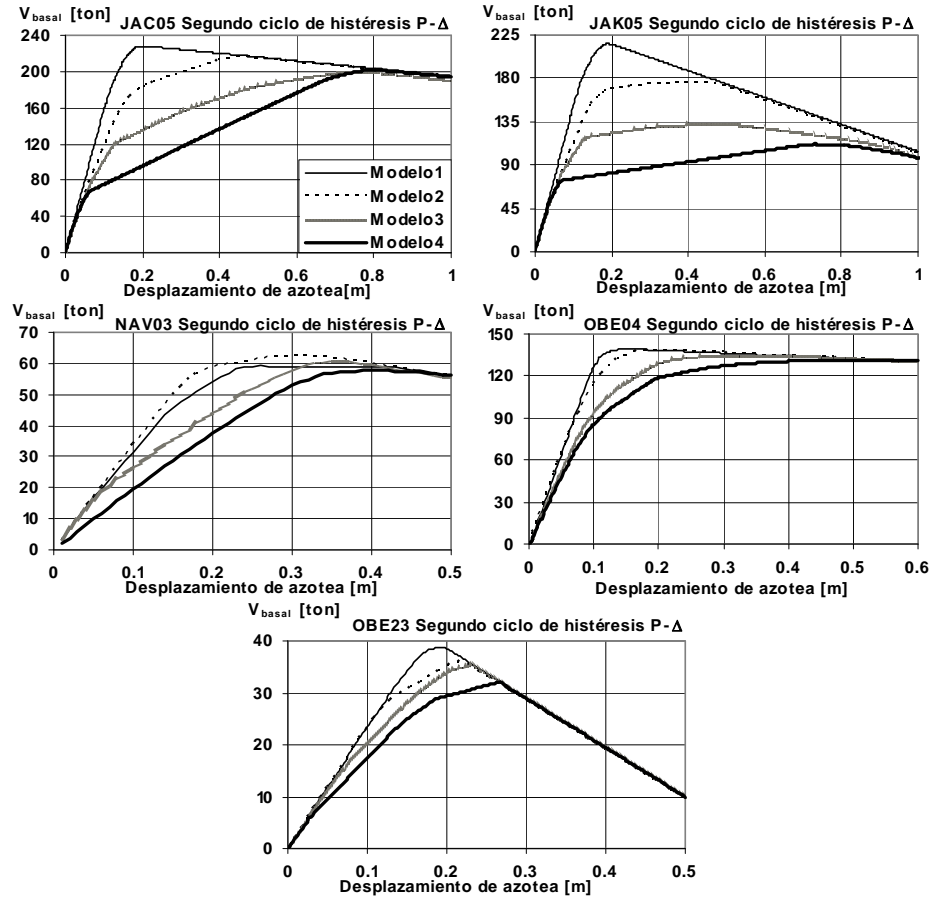 V basal [ton]
JAC05 Segundo ciclo de histéresis P-Δ
240
200
160
120
80
40
0
0 0.2 0.4 0.6 0.8 1
Desplazamiento de azotea[m]
Modelo1
Modelo2
Modelo3
Modelo4
V basal [ton]
JAK05 Segundo ciclo de histéresis P-Δ
225
180
135
90
45
0
0 0.2 0.4 0.6 0.8 1
Desplazamiento de azotea [m]
V basal [ton]
NAV03 Segundo ciclo de histéresis P-Δ
70
60
50
40
30
20
10
0
0 0.1 0.2 0.3 0.4 0.5
Desplazamiento de azotea [m]
V basal [ton]
OBE04 Segundo ciclo de histéresis P-Δ
150
120
90
60
30
0
0 0.1 0.2 0.3 0.4 0.5 0.6
Desplazamiento de azotea [m]
V basal [ton]
OBE23 Segundo ciclo de histéresis P-Δ
40
30
20
10
0
0 0.1 0.2 0.3 0.4 0.5
Desplazamiento de azotea [m]